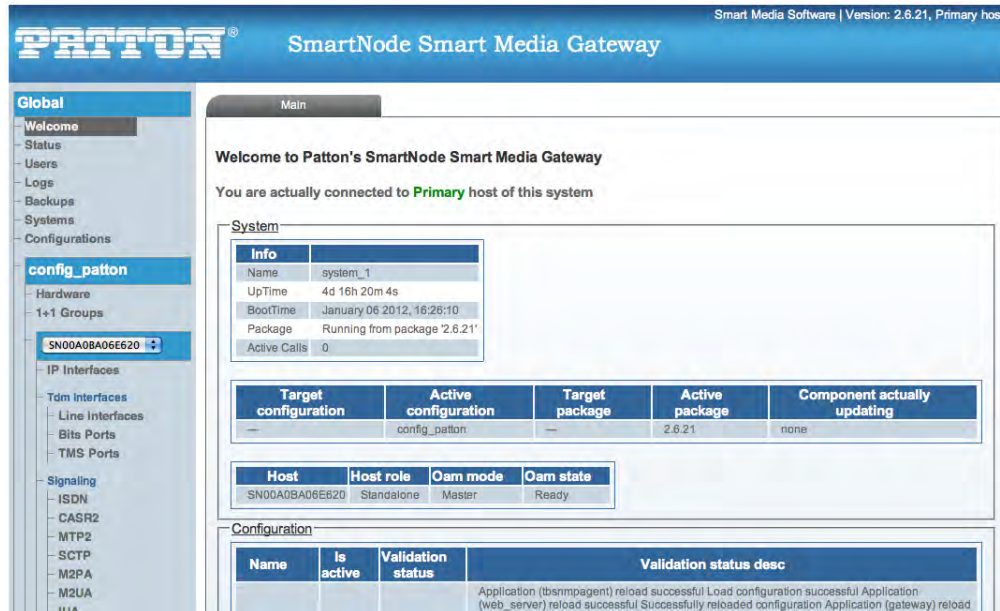 Smart Media Software | Version: 2.6.21, Primary hos
PATTON®
SmartNode Smart Media Gateway
Global
Welcome
Status
Users
Logs
Backups
Systems
Configurations
config_patton
Hardware
1+1 Groups
SN00A0BA06E620
IP Interfaces
Tdm Interfaces
Line Interfaces
Bits Ports
TMS Ports
Signaling
ISDN
CASR2
MTP2
SCTP
M2PA
M2UA
Main
Welcome to Patton's SmartNode Smart Media Gateway
You are actually connected to Primary host of this system
System
Info
Name system_1
UpTime 4d 16h 20m 4s
BootTime January 06 2012, 16:26:10
Package Running from package '2.6.21'
Active Calls 0
Target configuration Active configuration Target package Active package Component actually updating
— config_patton — 2.6.21 none
Host Host role Oam mode Oam state
SN00A0BA06E620 Standalone Master Ready
Configuration
Name Is active Validation status Validation status desc
Application (tbsnmpagent) reload successful Load configuration successful Application
(web_server) reload successful Successfully reloaded configuration Application (gateway) reload